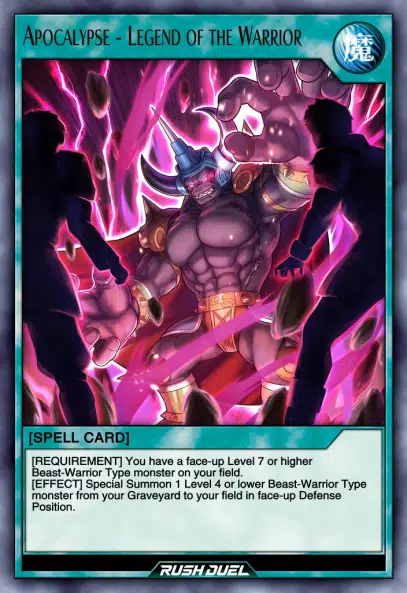 Apocalypse - Legend of the Warrior
魔
[SPELL CARD]
[REQUIREMENT] You have a face-up Level 7 or higher
Beast-Warrior Type monster on your field.
[EFFECT] Special Summon 1 Level 4 or lower Beast-Warrior Type
monster from your Graveyard to your field in face-up Defense
Position.
RUSH DUEL